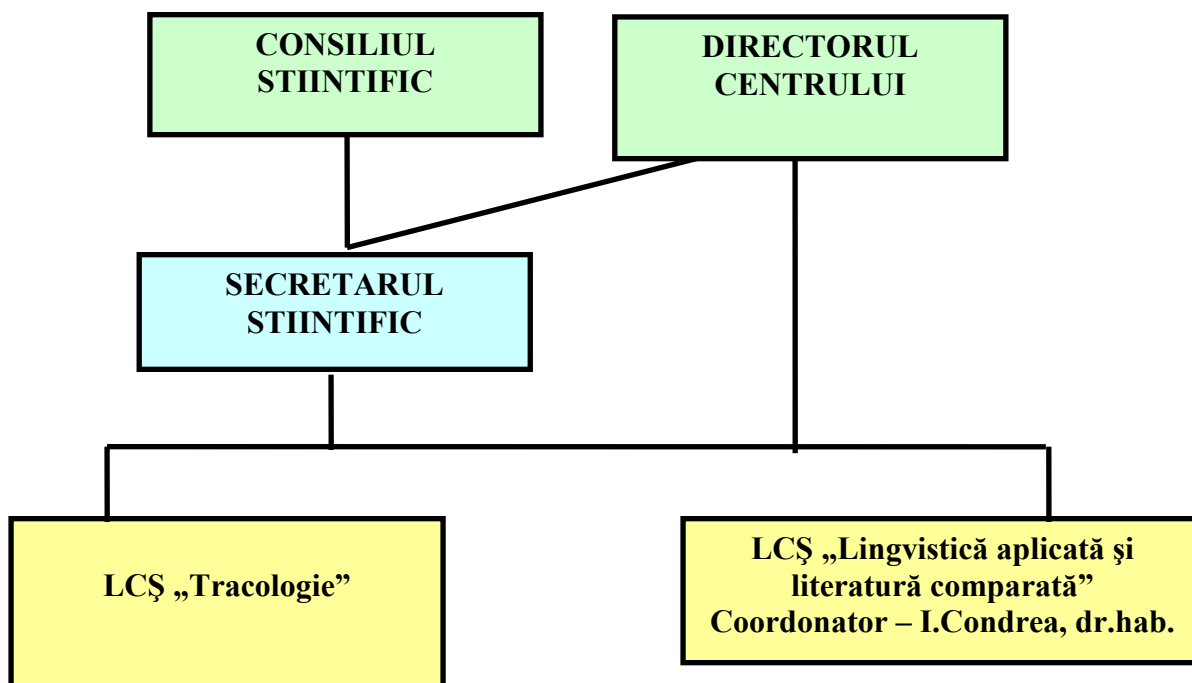 CONSILIUL
STIINTIFIC
DIRECTORUL
CENTRULUI
SECRETARUL
STIINTIFIC
LCŞ „Tracologie”
LCŞ „Lingvistică aplicată şi
literatură comparată”
Coordonator – I.Condrea, dr.hab.